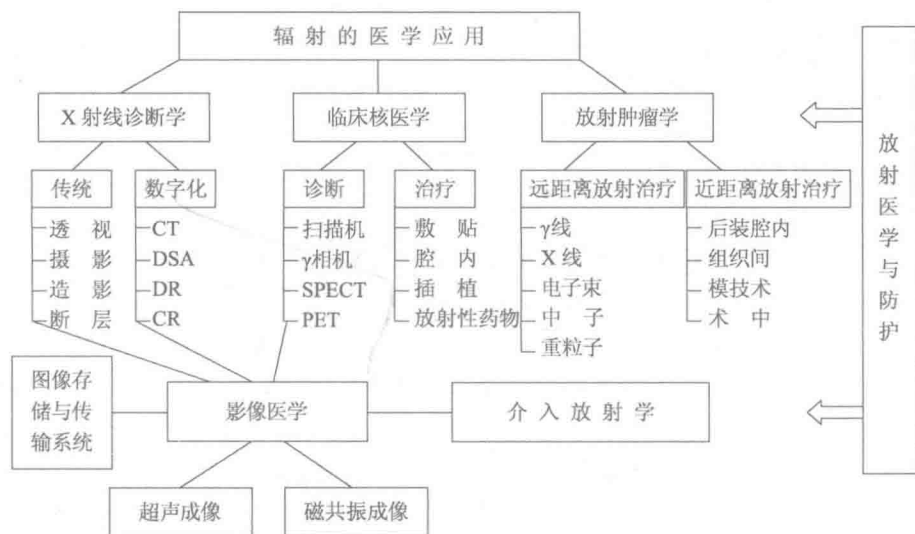 辐射的医学应用
X射线诊断学
临床核医学
放射肿瘤学
传统
数字化
诊断
治疗
远距离放射治疗
近距离放射治疗
透视
摄影
造影
断层
CT
DSA
DR
CR
扫描机
γ相机
SPECT
PET
敷贴
腔内
插植
放射性药物
γ线
X线
电子束
中子
重粒子
后装腔内
组织间
模技术
术中
图像存
储与传
输系统
影像医学
介入放射学
超声成像
磁共振成像
放射医学与防护